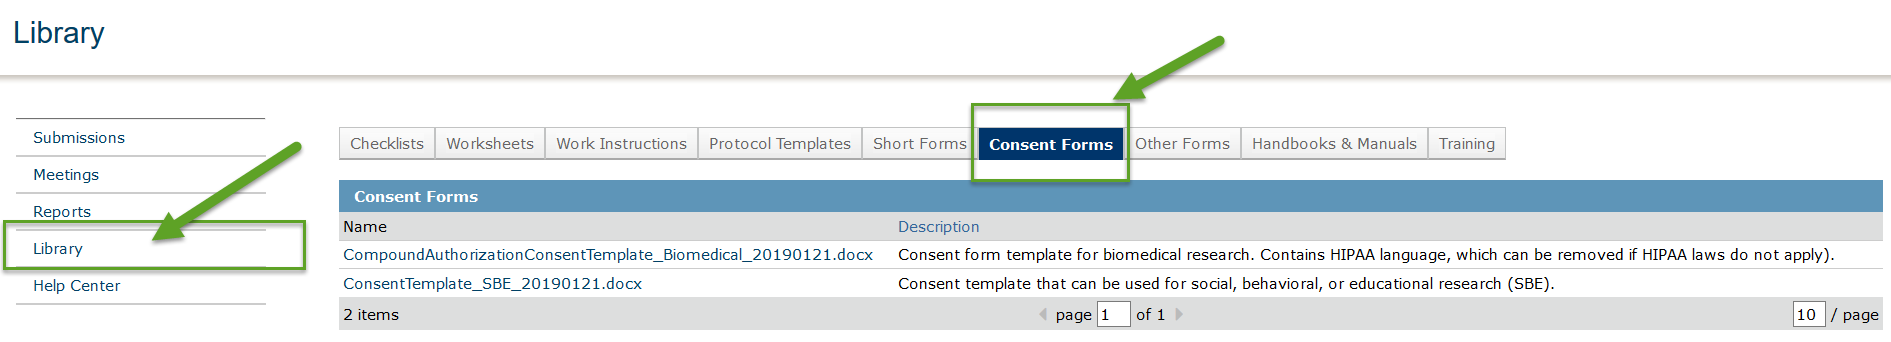 Library
Submissions
Meetings
Reports
Library
Help Center
Checklists Worksheets Work Instructions Protocol Templates Short Forms Consent Forms Other Forms Handbooks & Manuals Training
Consent Forms
Name Description
CompoundAuthorizationConsentTemplate_Biomedical_20190121.docx Consent form template for biomedical research. Contains HIPAA language, which can be removed if HIPAA laws do not apply).
ConsentTemplate_SBE_20190121.docx Consent template that can be used for social, behavioral, or educational research (SBE).
2 items page 1 of 1 10 / page